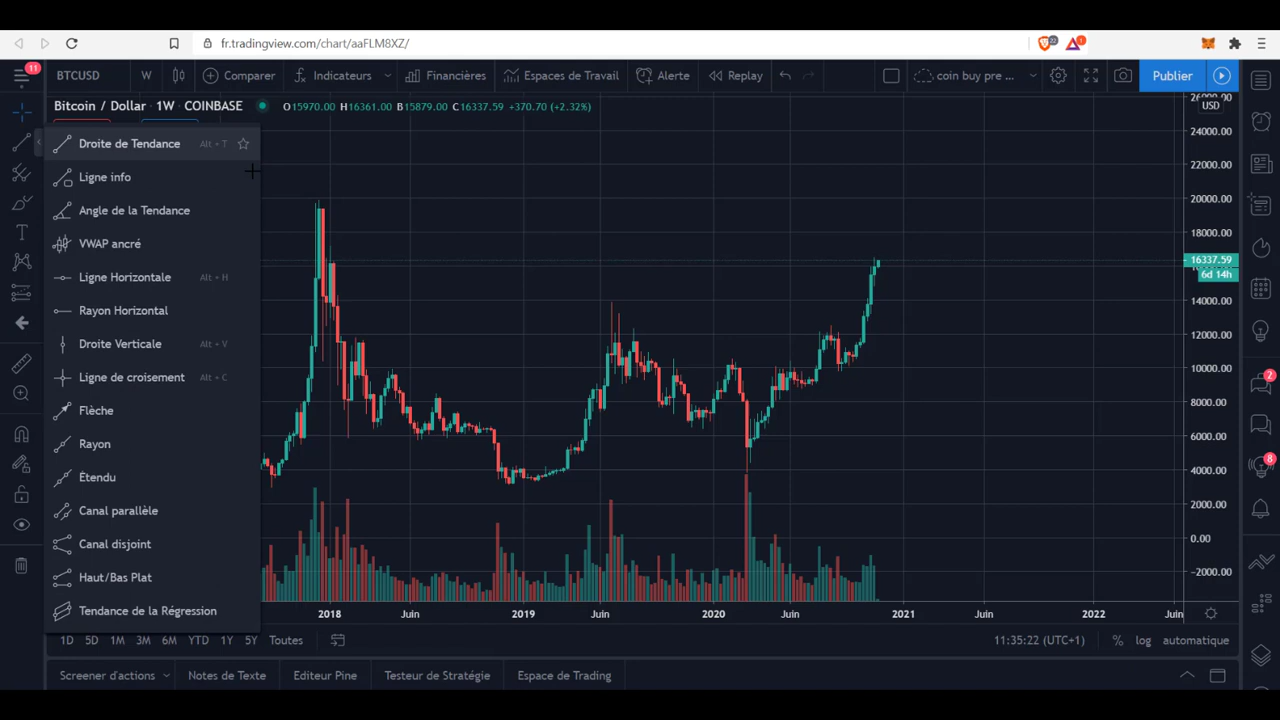 fr.tradingview.com/chart/aaFLM8XZ/
22
1
11
BTCUSD
W
Comparer
Indicateurs
Financières
Espaces de Travail
Alerte
Replay
coin buy pre ...
Publier
Bitcoin / Dollar · 1W · COINBASE
O15970.00 H16361.00 B15879.00 C16337.59 +370.70 (+2.32%)
Droite de Tendance Alt + T
Ligne info
Angle de la Tendance
VWAP ancré
Ligne Horizontale Alt + H
Rayon Horizontal
Droite Verticale Alt + V
Ligne de croisement Alt + C
Flèche
Rayon
Étendu
Canal parallèle
Canal disjoint
Haut/Bas Plat
Tendance de la Régression
26000.00
USD
24000.00
22000.00
20000.00
18000.00
16337.59
6d 14h
14000.00
12000.00
10000.00
8000.00
6000.00
4000.00
2000.00
0.00
−2000.00
2
8
2018 Juin 2019 Juin 2020 Juin 2021 Juin 2022 Juin
1D 5D 1M 3M 6M YTD 1Y 5Y Toutes
11:35:22 (UTC+1) % log automatique
Screener d'actions Notes de Texte Editeur Pine Testeur de Stratégie Espace de Trading